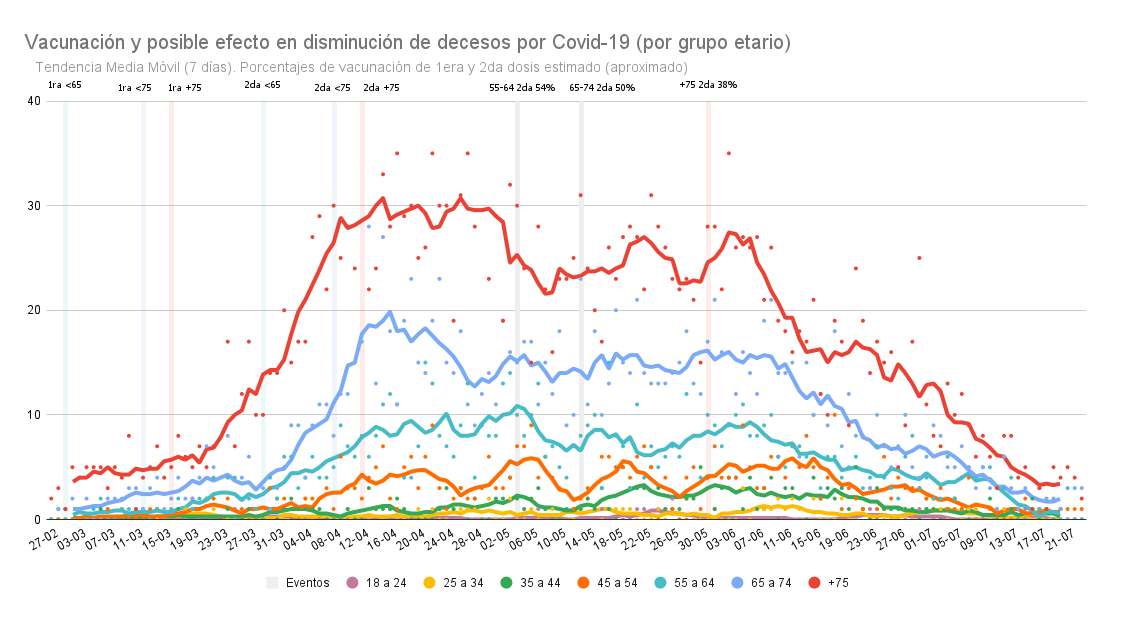 Vacunación y posible efecto en disminución de decesos por Covid-19 (por grupo etario)
Tendencia Media Móvil (7 días). Porcentajes de vacunación de 1era y 2da dosis estimado (aproximado)
1ra <65 1ra <75 1ra +75 2da <65 2da <75 2da +75 55-64 2da 54% 65-74 2da 50% +75 2da 38%
40
30
20
10
0
27-02 03-03 07-03 11-03 15-03 19-03 23-03 27-03 31-03 04-04 08-04 12-04 16-04 20-04 24-04 28-04 02-05 06-05 10-05 14-05 18-05 22-05 26-05 30-05 03-06 07-06 11-06 15-06 19-06 23-06 27-06 01-07 05-07 09-07 13-07 17-07 21-07
Eventos 18 a 24 25 a 34 35 a 44 45 a 54 55 a 64 65 a 74 +75